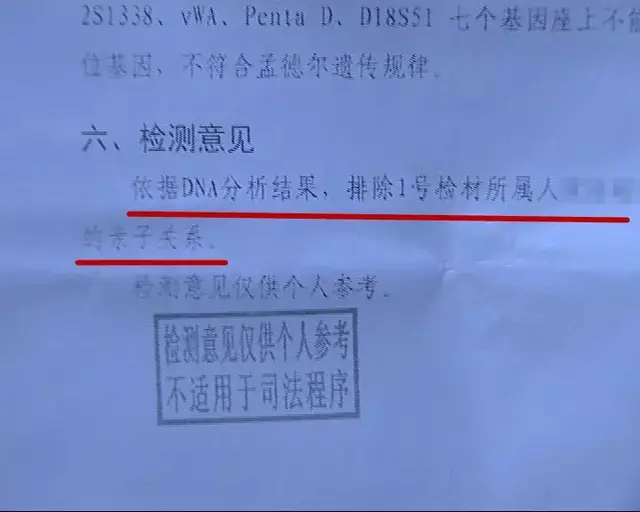 2S1338、vWA、Penta D、D18S51 七个基因座上不能
位基因，不符合孟德尔遗传规律。
六、检测意见
依据DNA分析结果，排除1号检材所属人
的亲子关系。
检测意见仅供个人参考。
检测意见仅供个人参考
不适用于司法程序